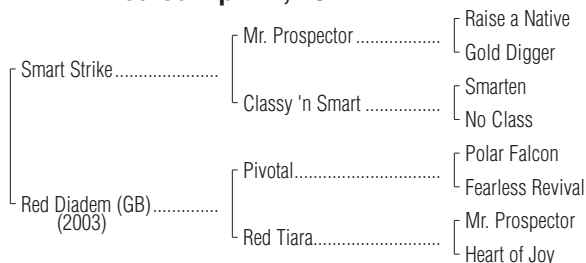 Raise a Native
Mr. Prospector........................
Gold Digger
Smart Strike.............................
Smarten
Classy 'n Smart .....................
No Class
Polar Falcon
Pivotal......................................
Fearless Revival
Red Diadem (GB)..................
(2003)
Mr. Prospector
Red Tiara................................
Heart of Joy